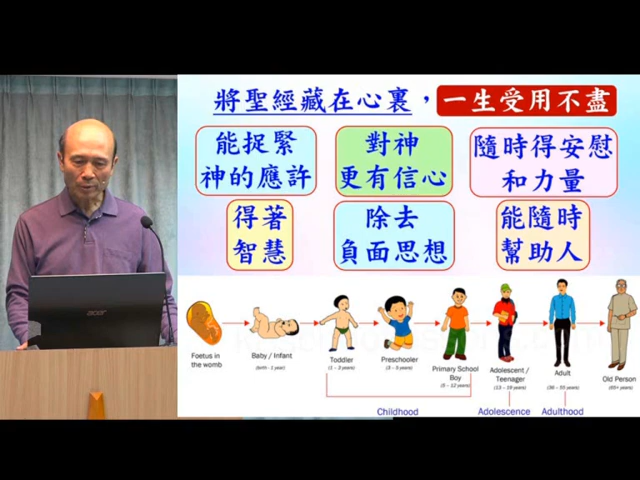 將聖經藏在心裏，一生受用不盡
能捉緊
神的應許
對神
更有信心
隨時得安慰
和力量
得著
智慧
除去
負面思想
能隨時
幫助人
acer
Foetus in
the womb
Baby / Infant
(birth - 1 year)
Toddler
(1 – 2 years)
Preschooler
(3 – 5 years)
Primary School
Boy
(6 – 12 years)
Adolescent /
Teenager
(13 – 19 years)
Adult
Old Person
(65+ years)
Childhood
Adolescence
Adulthood